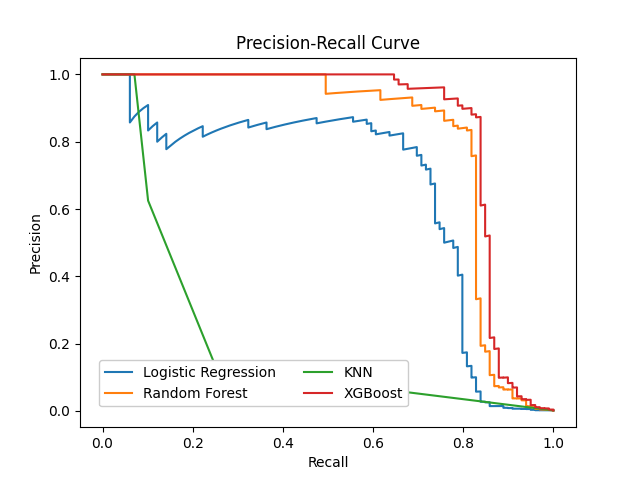 Precision-Recall Curve
Precision
1.0
0.8
0.6
0.4
0.2
0.0
Logistic Regression
Random Forest
KNN
XGBoost
0.0 0.2 0.4 0.6 0.8 1.0
Recall